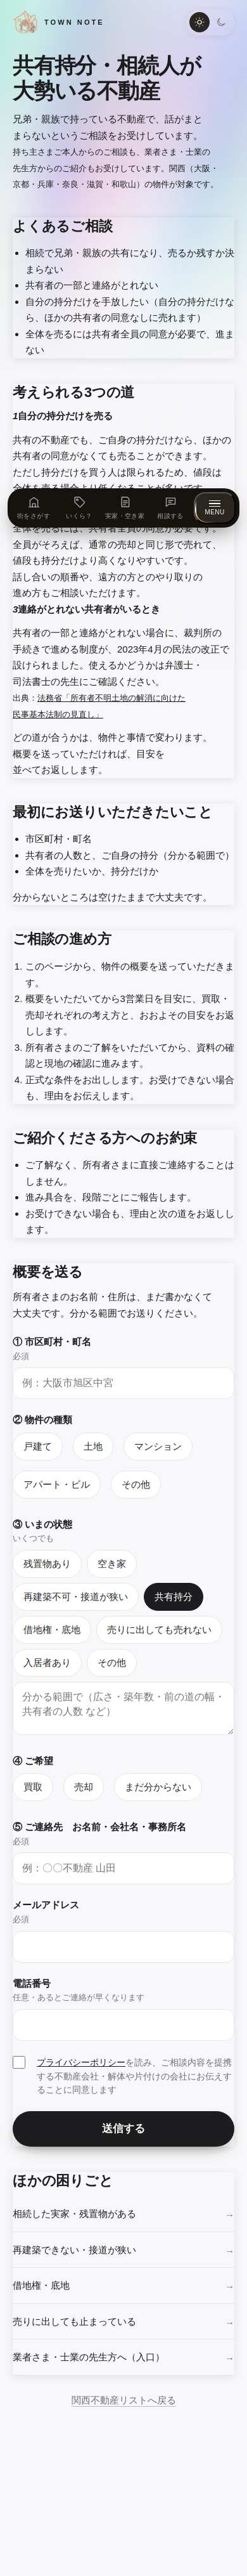 TOWN NOTE
共有持分・相続人が
大勢いる不動産
兄弟・親族で持っている不動産で、話がまと
まらないというご相談をお受けしています。
持ち主さまご本人からのご相談も、業者さま・士業の
先生方からのご紹介もお受けしています。関西（大阪・
京都・兵庫・奈良・滋賀・和歌山）の物件が対象です。
よくあるご相談
相続で兄弟・親族の共有になり、売るか残すか決
まらない
共有者の一部と連絡がとれない
自分の持分だけを手放したい（自分の持分だけな
ら、ほかの共有者の同意なしに売れます）
全体を売るには共有者全員の同意が必要で、進ま
ない
考えられる3つの道
1自分の持分だけを売る
共有の不動産でも、ご自身の持分だけなら、ほかの
共有者の同意がなくても売ることができます。
ただし持分だけを買う人は限られるため、値段は
街をさがす
いくら？
実家・空き家
相談する
MENU
全員がそろえば、通常の売却と同じ形で売れて、
値段も持分だけより高くなりやすいです。
話し合いの順番や、遠方の方とのやり取りの
進め方もご相談いただけます。
3連絡がとれない共有者がいるとき
共有者の一部と連絡がとれない場合に、裁判所の
手続きで進める制度が、2023年4月の民法の改正で
設けられました。使えるかどうかは弁護士・
司法書士の先生にご確認ください。
出典：法務省「所有者不明土地の解消に向けた
民事基本法制の見直し」
どの道が合うかは、物件と事情で変わります。
概要を送っていただければ、目安を
並べてお返しします。
最初にお送りいただきたいこと
市区町村・町名
共有者の人数と、ご自身の持分（分かる範囲で）
全体を売りたいか、持分だけか
分からないところは空けたままで大丈夫です。
ご相談の進め方
1. このページから、物件の概要を送っていただきま
す。
2. 概要をいただいてから3営業日を目安に、買取・
売却それぞれの考え方と、おおよその目安をお返
しします。
3. 所有者さまのご了解をいただいてから、資料の確
認と現地の確認に進みます。
4. 正式な条件をお出しします。お受けできない場合
も、理由をお伝えします。
ご紹介くださる方へのお約束
ご了解なく、所有者さまに直接ご連絡することは
しません。
進み具合を、段階ごとにご報告します。
お受けできない場合も、理由と次の道をお返しし
ます。
概要を送る
所有者さまのお名前・住所は、まだ書かなくて
大丈夫です。分かる範囲でお送りください。
① 市区町村・町名
必須
例：大阪市旭区中宮
② 物件の種類
戸建て
土地
マンション
アパート・ビル
その他
③ いまの状態
いくつでも
残置物あり
空き家
再建築不可・接道が狭い
共有持分
借地権・底地
売りに出しても売れない
入居者あり
その他
分かる範囲で（広さ・築年数・前の道の幅・
共有者の人数 など）
④ ご希望
買取
売却
まだ分からない
⑤ ご連絡先　お名前・会社名・事務所名
必須
例：〇〇不動産 山田
メールアドレス
必須
電話番号
任意・あるとご連絡が早くなります
プライバシーポリシーを読み、ご相談内容を提携
する不動産会社・解体や片付けの会社にお伝えす
ることに同意します
送信する
ほかの困りごと
相続した実家・残置物がある →
再建築できない・接道が狭い →
借地権・底地 →
売りに出しても止まっている →
業者さま・士業の先生方へ（入口） →
関西不動産リストへ戻る